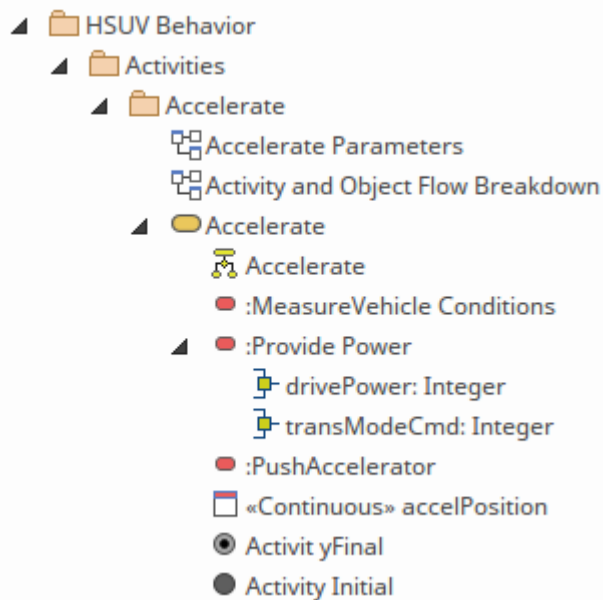 HSUV Behavior
Activities
Accelerate
Accelerate Parameters
Activity and Object Flow Breakdown
Accelerate
Accelerate
:MeasureVehicle Conditions
:Provide Power
drivePower: Integer
transModeCmd: Integer
:PushAccelerator
«Continuous» accelPosition
Activit yFinal
Activity Initial